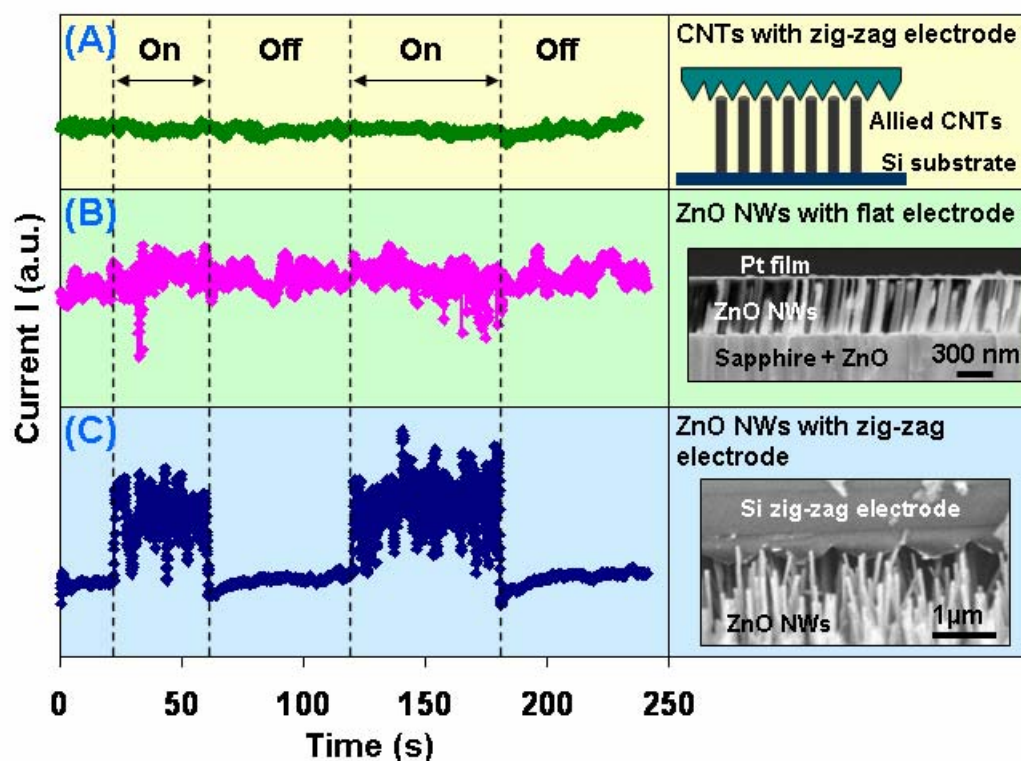 (A)
On
Off
On
Off
CNTs with zig-zag electrode
Allied CNTs
Si substrate
(B)
ZnO NWs with flat electrode
Pt film
ZnO NWs
Sapphire + ZnO
300 nm
(C)
ZnO NWs with zig-zag
electrode
Si zig-zag electrode
ZnO NWs
1µm
Current I (a.u.)
0
50
100
150
200
250
Time (s)